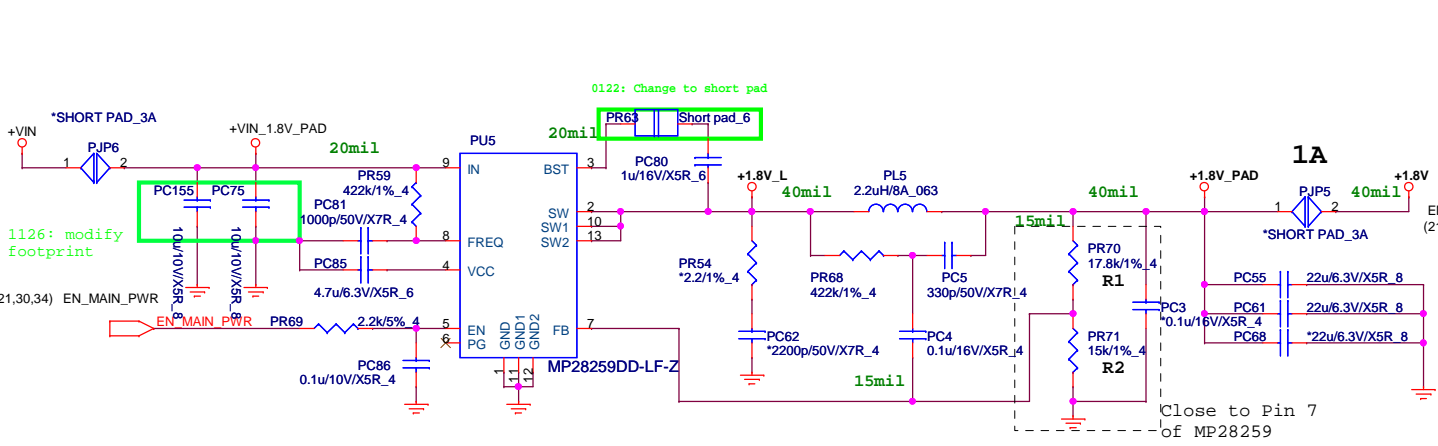 0122: Change to short pad
*SHORT PAD_3A
+VIN
PJP6
1
2
+VIN_1.8V_PAD
20mil
PU5
20mil
PR63
Short pad_6
1A
9
IN
BST
3
PC80
1u/16V/X5R_6
+1.8V_L
40mil
PL5
2.2uH/8A_063
40mil
+1.8V_PAD
PJP5
40mil
+1.8V
PC155
PC75
PR59
422k/1%_4
PC81
1000p/50V/X7R_4
SW
2
SW1
10
SW2
13
1
2
*SHORT PAD_3A
15mil
1126: modify
footprint
10u/10V/X5R_8
10u/10V/X5R_8
8
FREQ
PC85
4
VCC
4.7u/6.3V/X5R_6
PR54
*2.2/1%_4
PR68
422k/1%_4
PC5
330p/50V/X7R_4
PR70
17.8k/1%_4
R1
PC3
*0.1u/16V/X5R_4
PC55
22u/6.3V/X5R_8
PC61
22u/6.3V/X5R_8
PC68
*22u/6.3V/X5R_8
21,30,34) EN_MAIN_PWR
EN_MAIN_PWR
PR69
2.2k/5%_4
5
EN
6
PG
GND
GND1
GND2
1
11
12
FB
7
MP28259DD-LF-Z
PC86
0.1u/10V/X5R_4
PC62
*2200p/50V/X7R_4
PC4
0.1u/16V/X5R_4
15mil
PR71
15k/1%_4
R2
Close to Pin 7
of MP28259